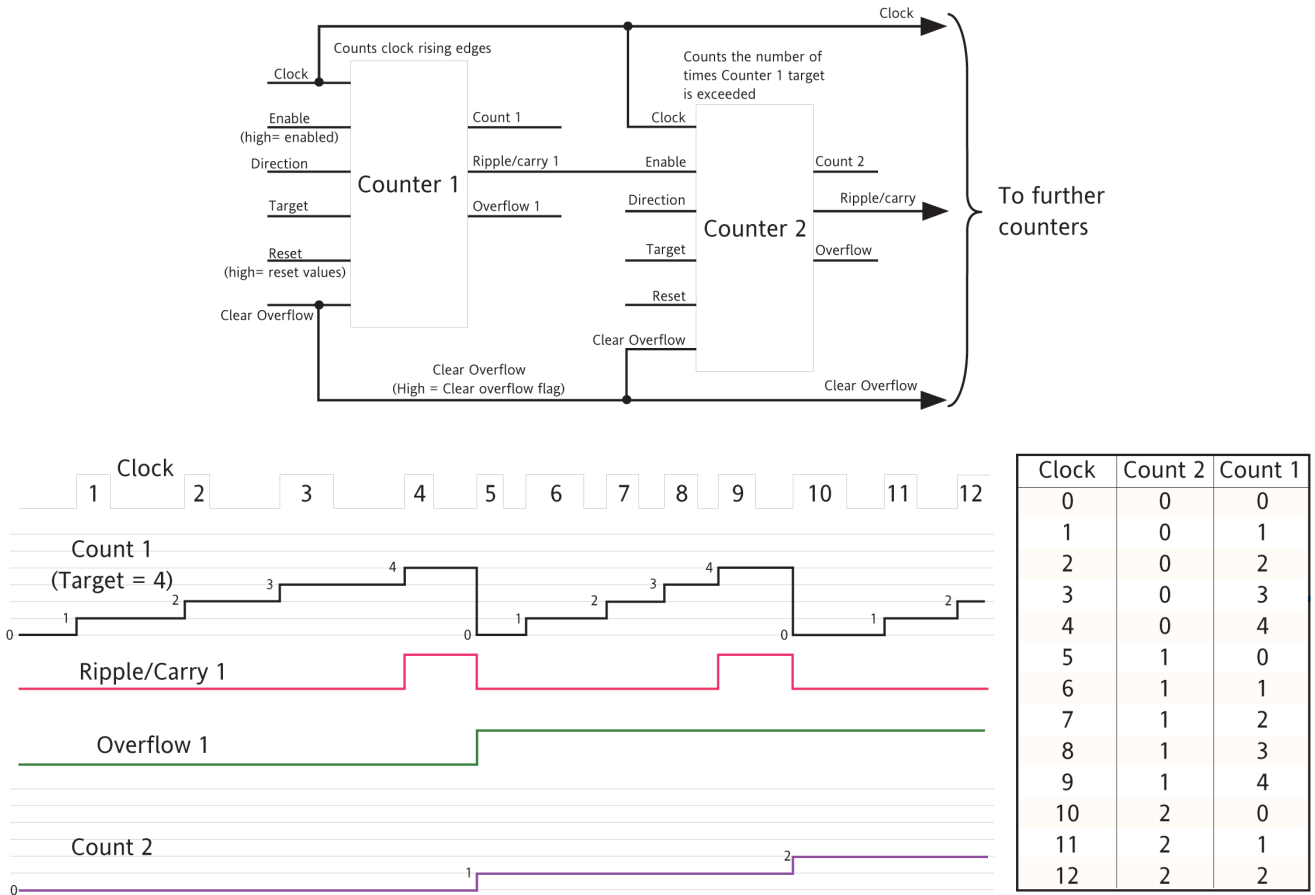 Clock
Counts clock rising edges
Counts the number of
times Counter 1 target
is exceeded
Clock
Enable
(high= enabled)
Direction
Target
Reset
(high= reset values)
Clear Overflow
Counter 1
Count 1
Ripple/carry 1
Overflow 1
Clock
Enable
Direction
Target
Reset
Clear Overflow
Counter 2
Count 2
Ripple/carry
Overflow
To further
counters
Clear Overflow
(High = Clear overflow flag)
Clear Overflow
Clock
1 2 3 4 5 6 7 8 9 10 11 12
Count 1
(Target = 4)
0 1 2 3 4 0 1 2 3 4 0 1 2
Ripple/Carry 1
Overflow 1
Count 2
0 1 2
Clock Count 2 Count 1
0 0 0
1 0 1
2 0 2
3 0 3
4 0 4
5 1 0
6 1 1
7 1 2
8 1 3
9 1 4
10 2 0
11 2 1
12 2 2